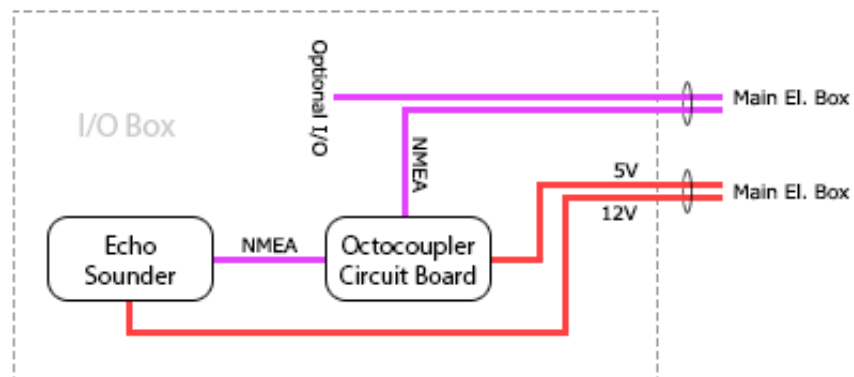 Optional I/O
Main El. Box
I/O Box
NMEA
5V
Main El. Box
12V
Echo
Sounder
NMEA
Octocoupler
Circuit Board